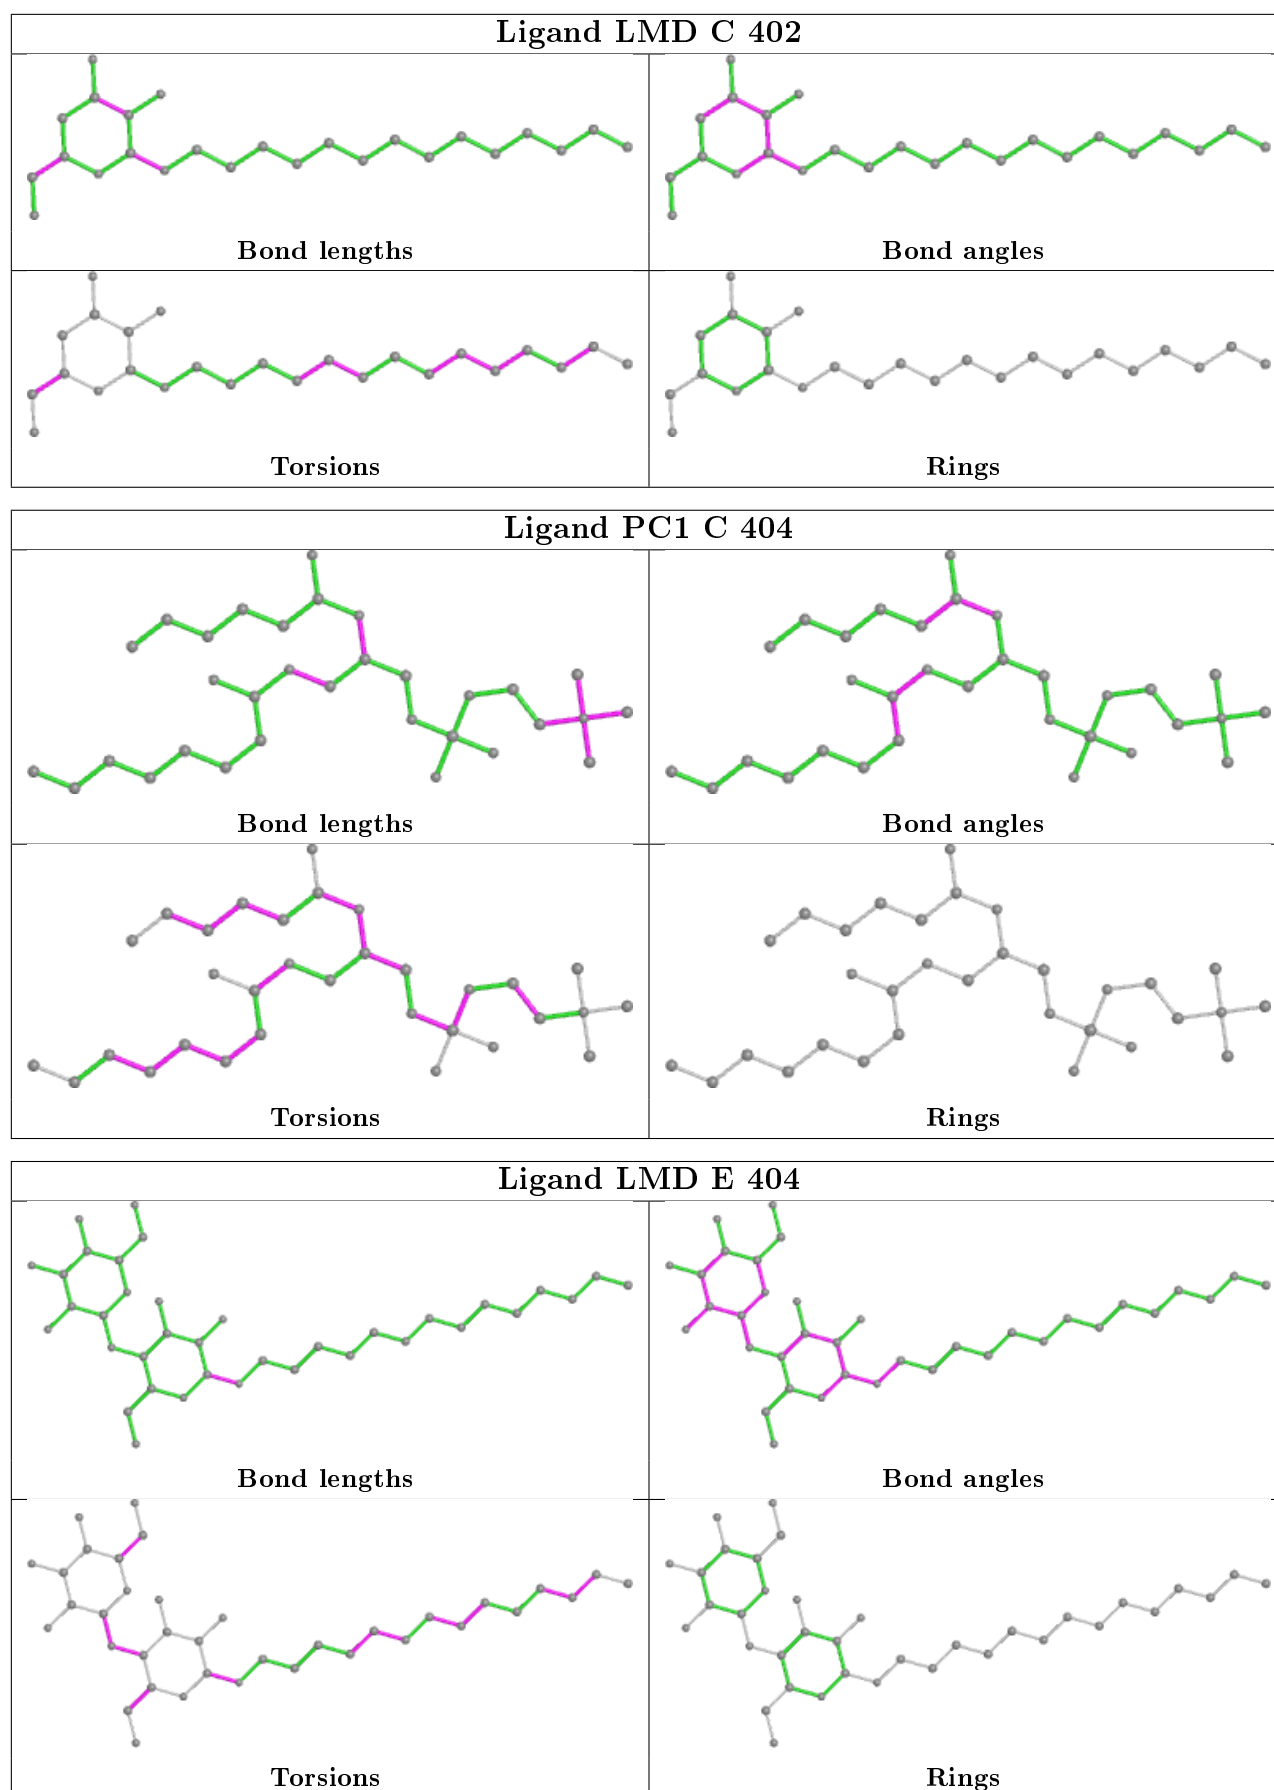 Ligand LMD C 402
Bond lengths
Bond angles
Torsions
Rings
Ligand PC1 C 404
Bond lengths
Bond angles
Torsions
Rings
Ligand LMD E 404
Bond lengths
Bond angles
Torsions
Rings